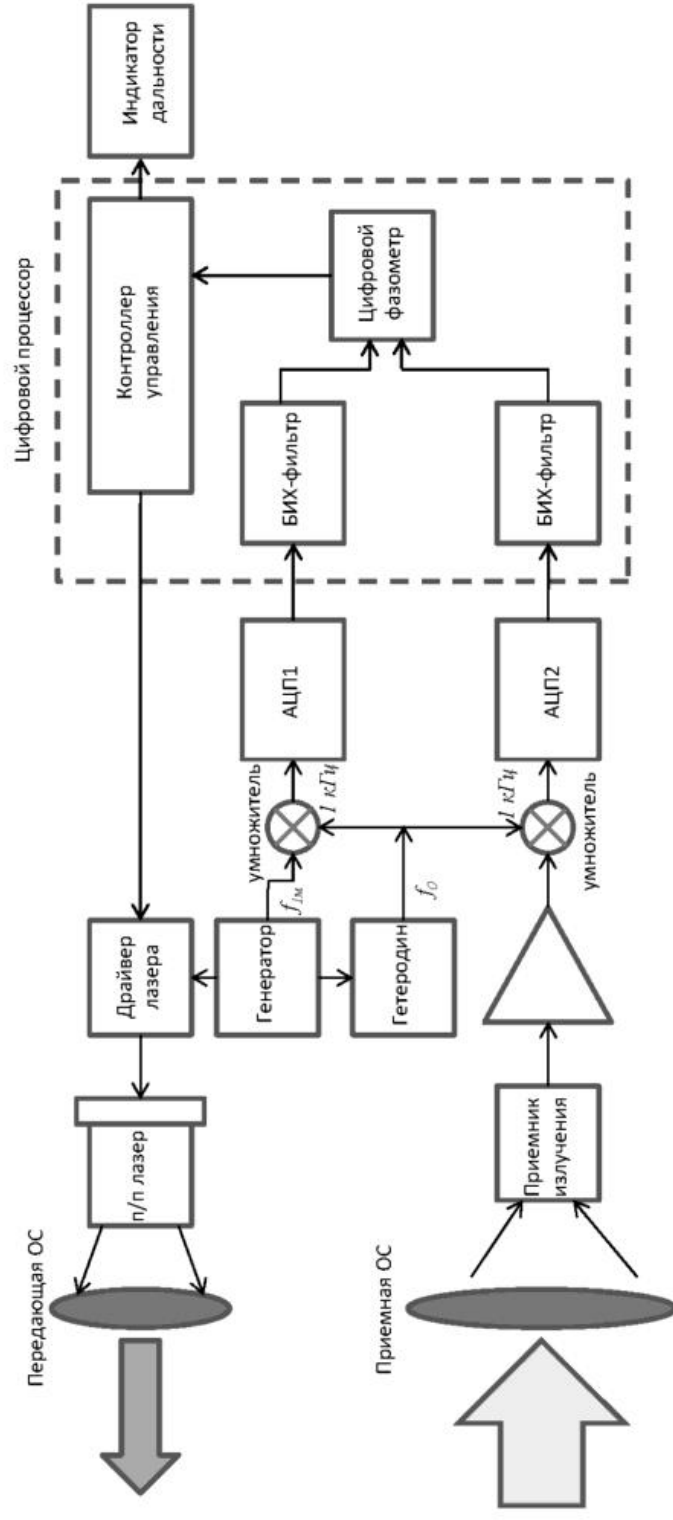 Передающая ОС
п/п лазер
Драйвер
лазера
Цифровой процессор
Контроллер
управления
Индикатор
дальности
Генератор
f1м
умножитель
1 кГц
АЦП1
БИХ-фильтр
Цифровой
фазометр
Гетеродин
f0
Приемная ОС
Приемник
излучения
1 кГц
умножитель
АЦП2
БИХ-фильтр